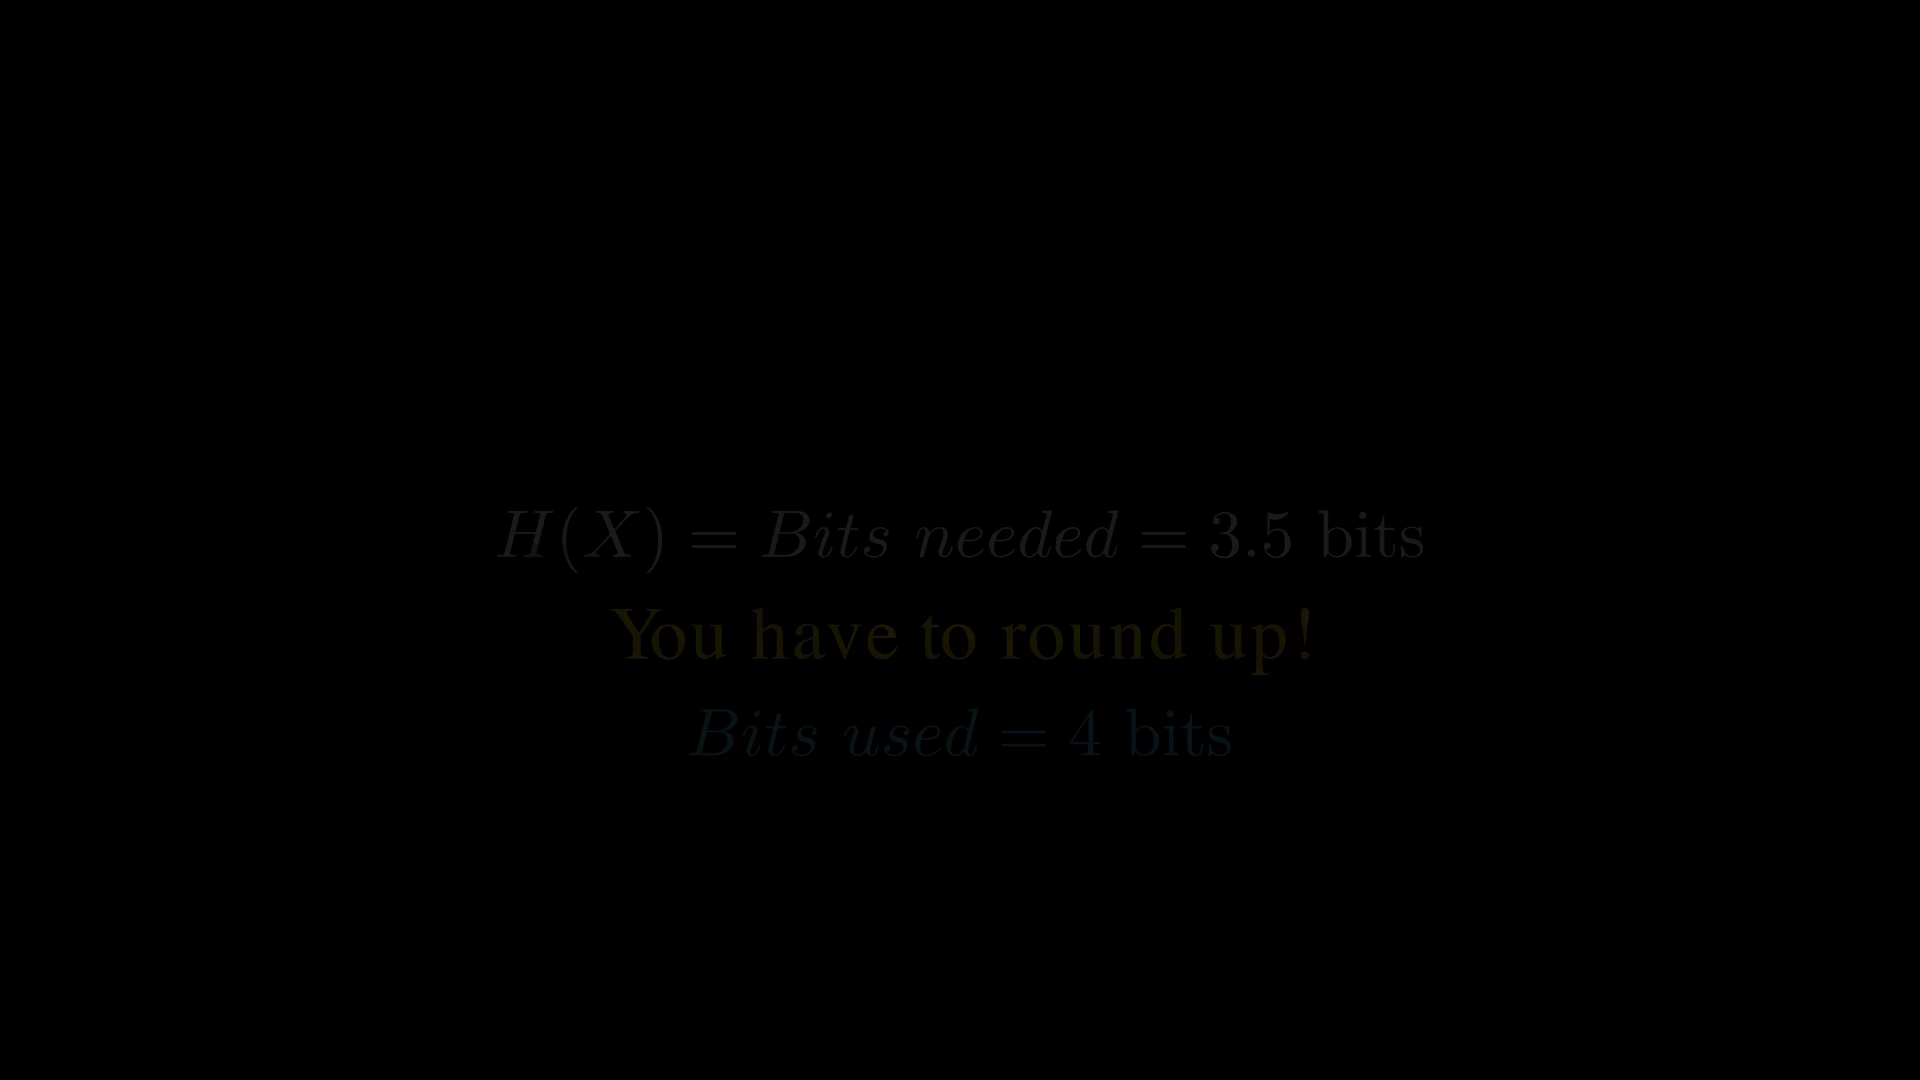 H(X) = Bits needed = 3.5 bits
You have to round up!
Bits used = 4 bits